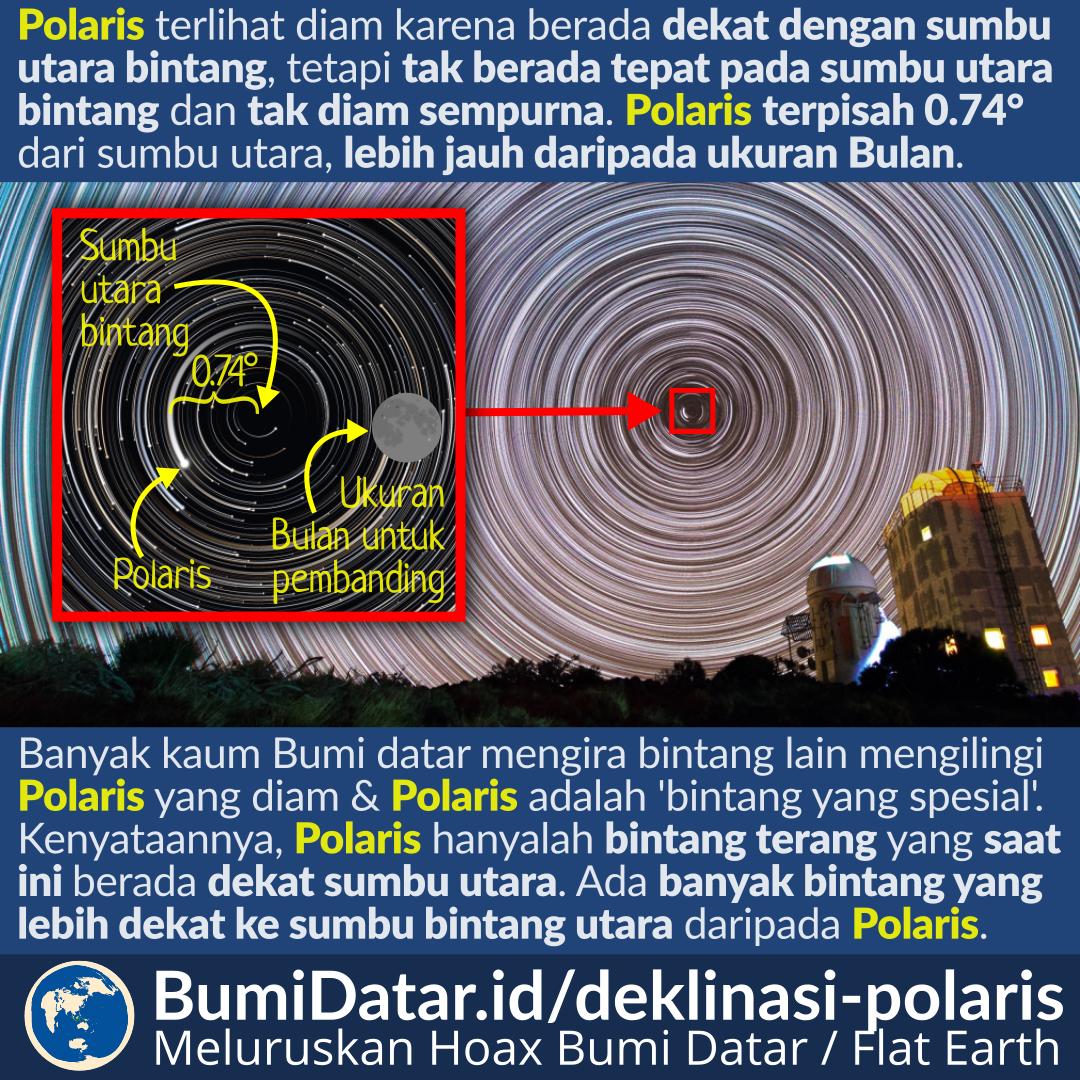 Polaris terlihat diam karena berada dekat dengan sumbu
utara bintang, tetapi tak berada tepat pada sumbu utara
bintang dan tak diam sempurna. Polaris terpisah 0.74°
dari sumbu utara, lebih jauh daripada ukuran Bulan.
Sumbu
utara
bintang
0.74°
Ukuran
Bulan untuk
pembanding
Polaris
Banyak kaum Bumi datar mengira bintang lain mengilingi
Polaris yang diam & Polaris adalah 'bintang yang spesial'.
Kenyataannya, Polaris hanyalah bintang terang yang saat
ini berada dekat sumbu utara. Ada banyak bintang yang
lebih dekat ke sumbu bintang utara daripada Polaris.
BumiDatar.id/deklinasi-polaris
Meluruskan Hoax Bumi Datar / Flat Earth